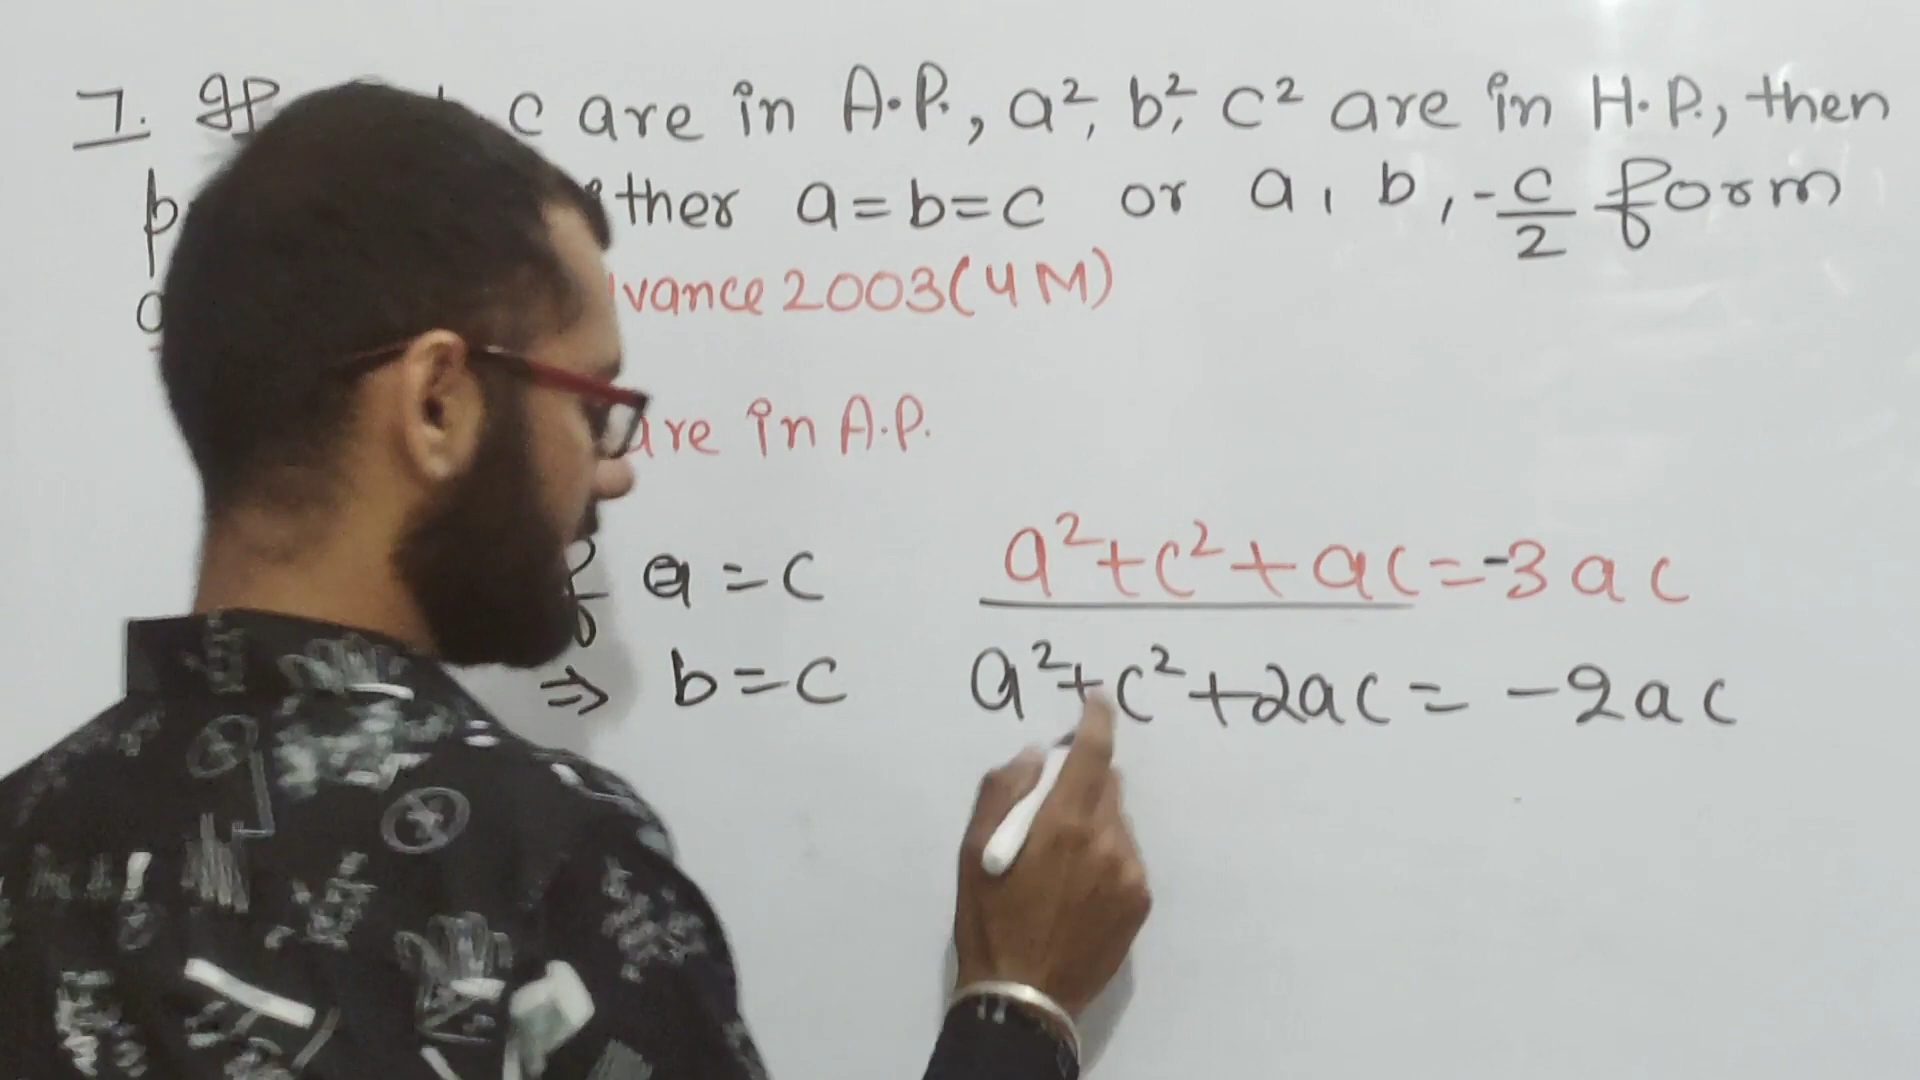 7. If c are in A.P., a², b², c² are in H.P., then
ther a=b=c or a, b, -c/2 form
vance 2003(4M)
are in A.P.
a=c a²+c²+ac=-3ac
⇒ b=c a²+c²+2ac=-2ac